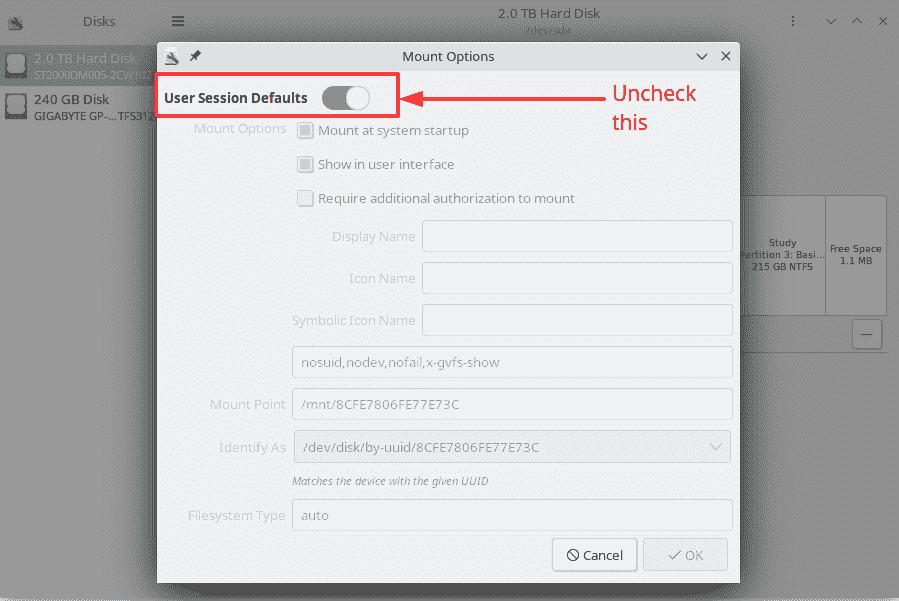 Disks
2.0 TB Hard Disk
/dev/sda
2.0 TB Hard Disk
ST2000DM005-2CW102
240 GB Disk
GIGABYTE GP-...TFS312
Mount Options
User Session Defaults
Uncheck
this
Mount Options
Mount at system startup
Show in user interface
Require additional authorization to mount
Display Name
Icon Name
Symbolic Icon Name
nosuid,nodev,nofail,x-gvfs-show
Mount Point /mnt/8CFE7806FE77E73C
Identify As /dev/disk/by-uuid/8CFE7806FE77E73C
Matches the device with the given UUID
Filesystem Type auto
Cancel
OK
Study
artition 3: Basi...
215 GB NTFS
Free Space
1.1 MB